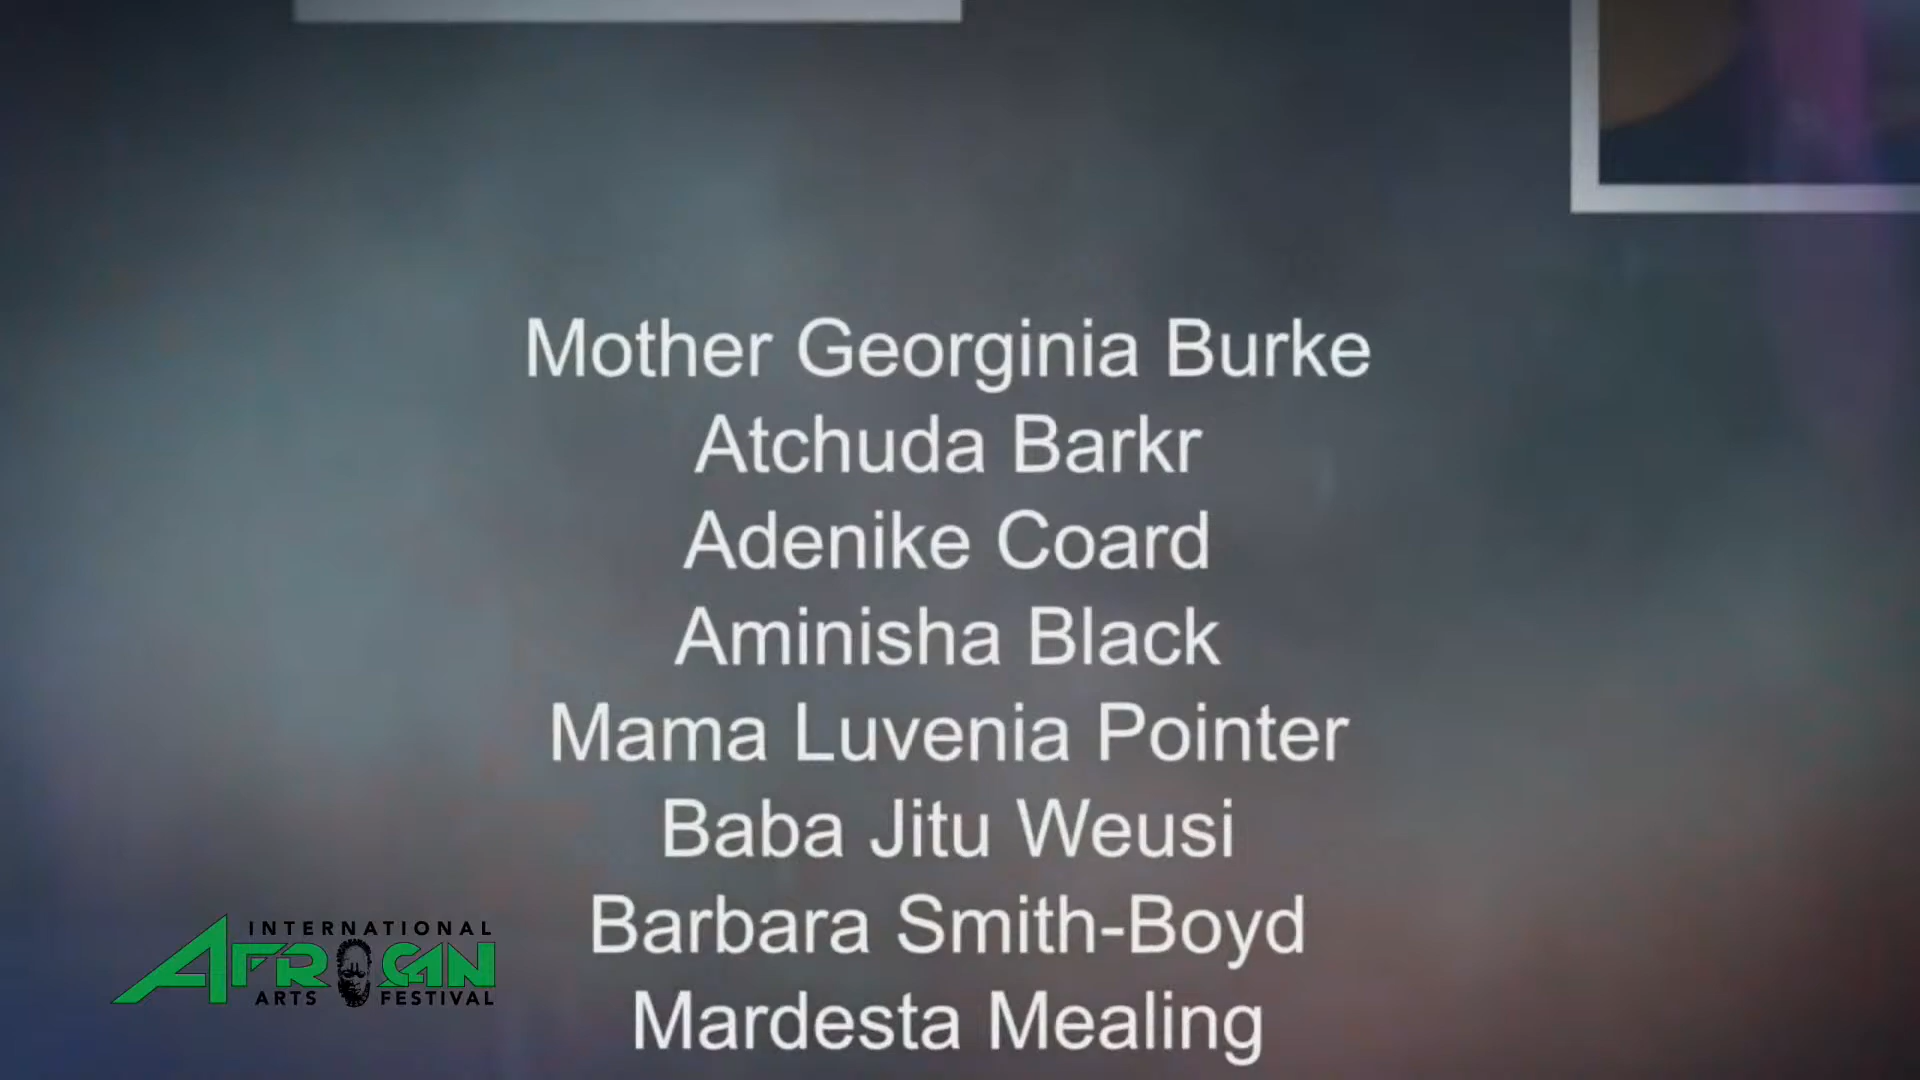 Mother Georginia Burke
Atchuda Barkr
Adenike Coard
Aminisha Black
Mama Luvenia Pointer
Baba Jitu Weusi
Barbara Smith-Boyd
Mardesta Mealing
INTERNATIONAL
AFRICAN
ARTS FESTIVAL